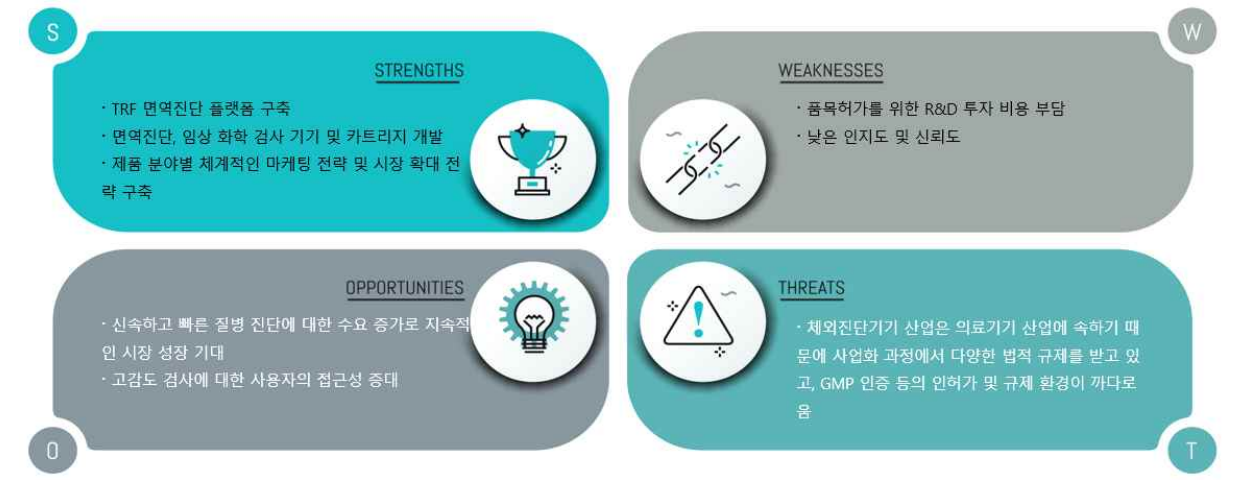 S
STRENGTHS
· TRF 면역진단 플랫폼 구축
· 면역진단, 임상 화학 검사 기기 및 카트리지 개발
· 제품 분야별 체계적인 마케팅 전략 및 시장 확대 전
략 구축
W
WEAKNESSES
· 품목허가를 위한 R&D 투자 비용 부담
· 낮은 인지도 및 신뢰도
OPPORTUNITIES
· 신속하고 빠른 질병 진단에 대한 수요 증가로 지속적
인 시장 성장 기대
· 고감도 검사에 대한 사용자의 접근성 증대
O
THREATS
· 체외진단기기 산업은 의료기기 산업에 속하기 때
문에 사업화 과정에서 다양한 법적 규제를 받고 있
고, GMP 인증 등의 인허가 및 규제 환경이 까다로
움
T